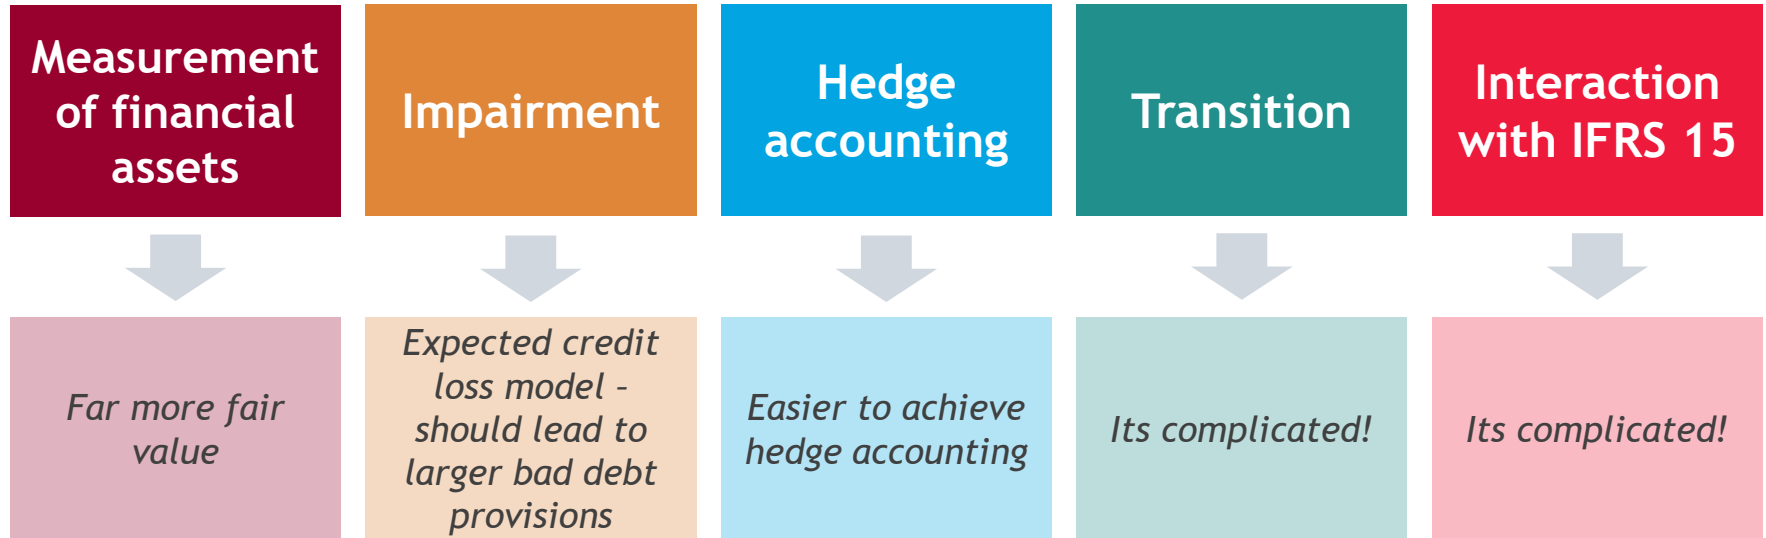 Measurement
of financial
assets
Impairment
Hedge
accounting
Transition
Interaction
with IFRS 15
Far more fair
value
Expected credit
loss model –
should lead to
larger bad debt
provisions
Easier to achieve
hedge accounting
Its complicated!
Its complicated!